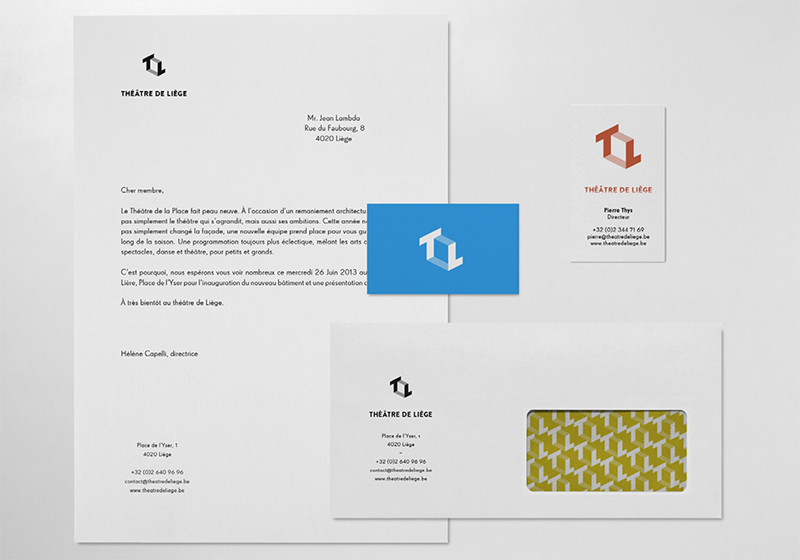 TL
THÉÂTRE DE LIÈGE
Mr. Jean Lambda
Rue du Faubourg, 8
4020 Liège
Cher membre,
Le Théâtre de la Place fait peau neuve. À l'occasion d'un remaniement architectu
pas simplement le théâtre qui s'agrandit, mais aussi ses ambitions. Cette année n
pas simplement changé la façade, une nouvelle équipe prend place pour vous gu
long de la saison. Une programmation toujours plus éclectique, mêlant les arts d
spectacles, danse et théâtre, pour petits et grands.
C'est pourquoi, nous espérons vous voir nombreux ce mercredi 26 Juin 2013 au
Lière, Place de l'Yser pour l'inauguration du nouveau bâtiment et une présentation d
À très bientôt au théâtre de Liège.
Hélène Capelli, directrice
Place de l'Yser, 1
4020 Liège
+32 (0)2 640 96 96
contact@theatredeliege.be
www.theatredeliege.be
TL
TL
THÉÂTRE DE LIÈGE
Pierre Thys
Directeur
+32 (0)2 344 71 69
pierre@theatredeliege.be
www.theatredeliege.be
TL
THÉÂTRE DE LIÈGE
Place de l'Yser, 1
4020 Liège
–
+32 (0)2 640 96 96
contact@theatredeliege.be
www.theatredeliege.be